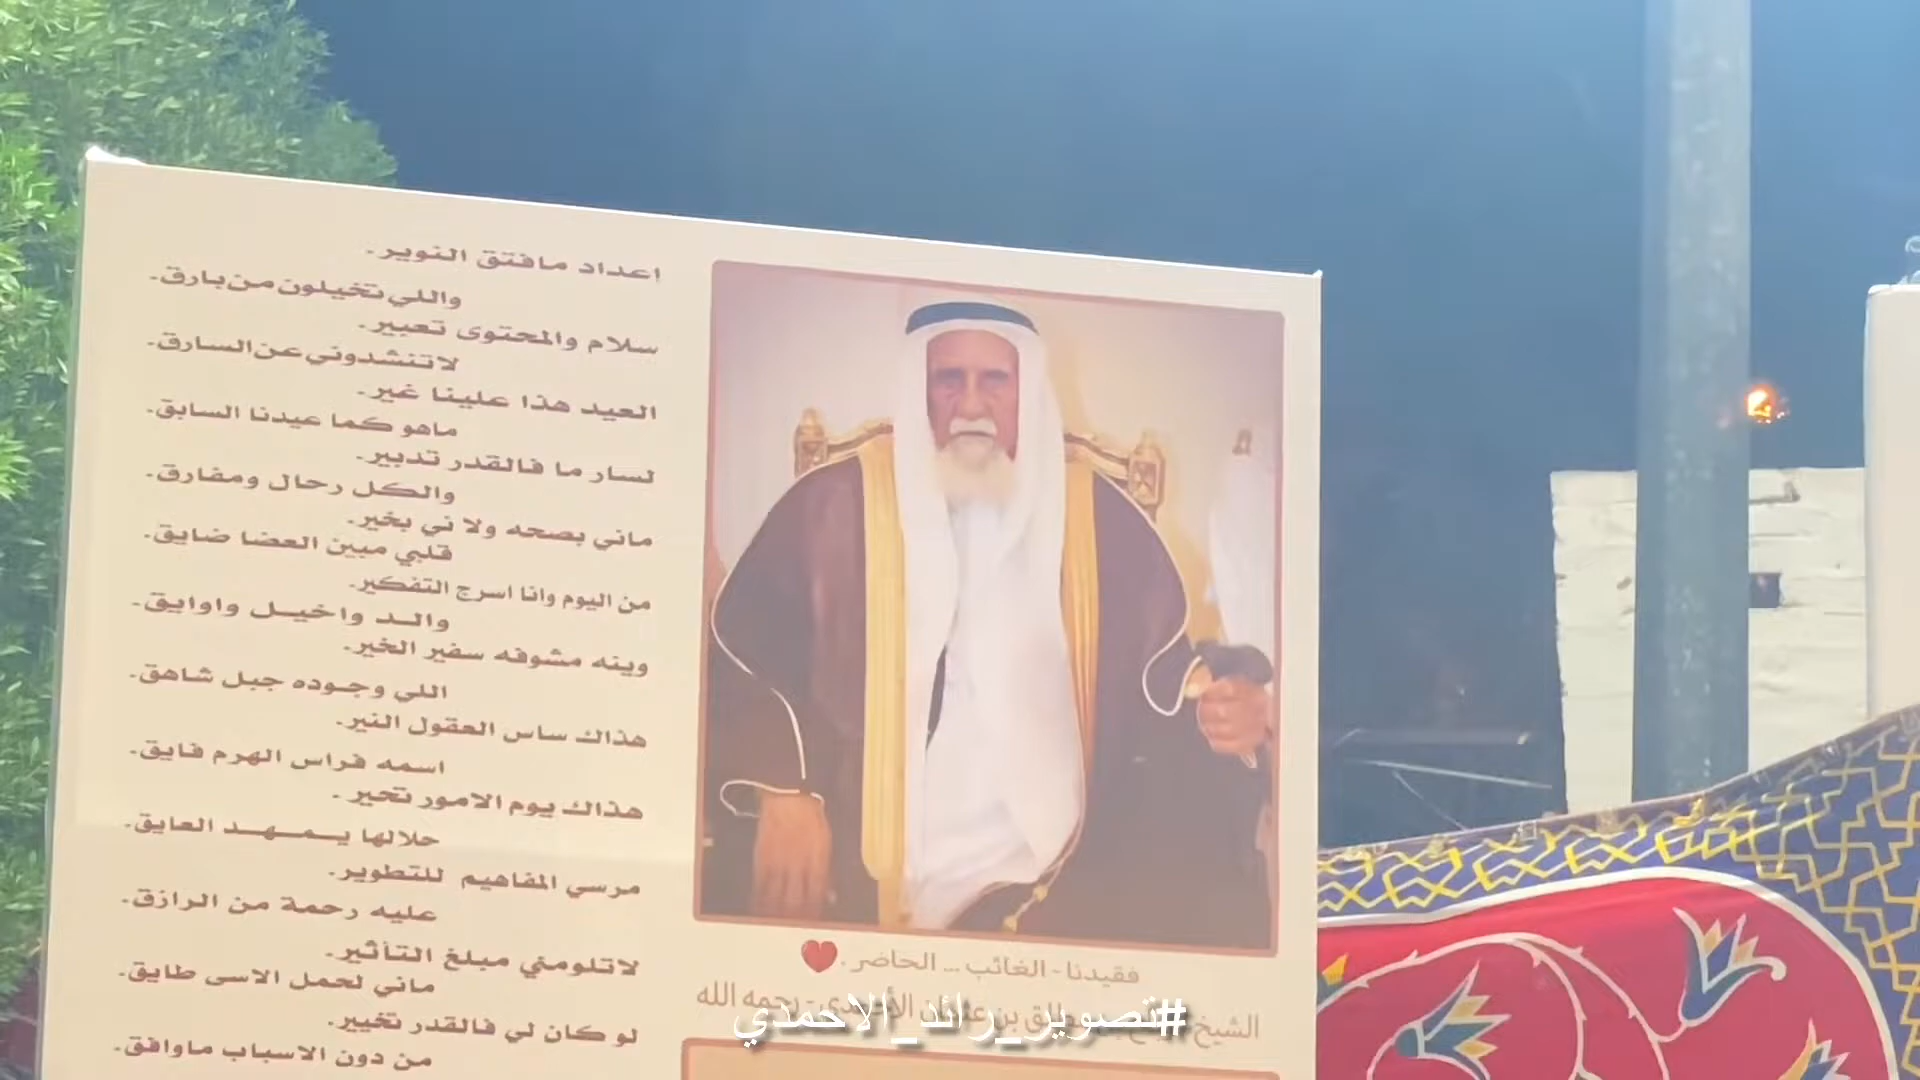 اعداد مافتق النوير.
واللي تخيلون من بارق.
سلام والمحتوى تعبير.
لاتنشدوني عن السارق.
العيد هذا علينا غير.
ماهو كما عيدنا السابق.
لسار ما فالقدر تدبير.
والكل رحال ومفارق.
ماني بصحه ولا ني بخير.
قلبي مبين العضا ضايق.
من اليوم وانا اسرج التفكير.
والد واخيل واوايق.
وينه مشوفه سفير الخير.
اللي وجوده جبل شاهق.
هذاك ساس العقول النير.
اسمه فراس الهرم فايق.
هذاك يوم الامور تحير.
حلالها يمهد العايق.
مرسي المفاهيم للتطوير.
عليه رحمة من الرازق.
لاتلومني مبلغ التأثير.
ماني لحمل الاسى طايق.
لو كان لي فالقدر تخيير.
من دون الاسباب ماوافق.
فقيدنا - الغائب ... الحاضر .
الشيخ بن الأحمدي - رحمه الله
#تصوير_رائد_الاحمدي